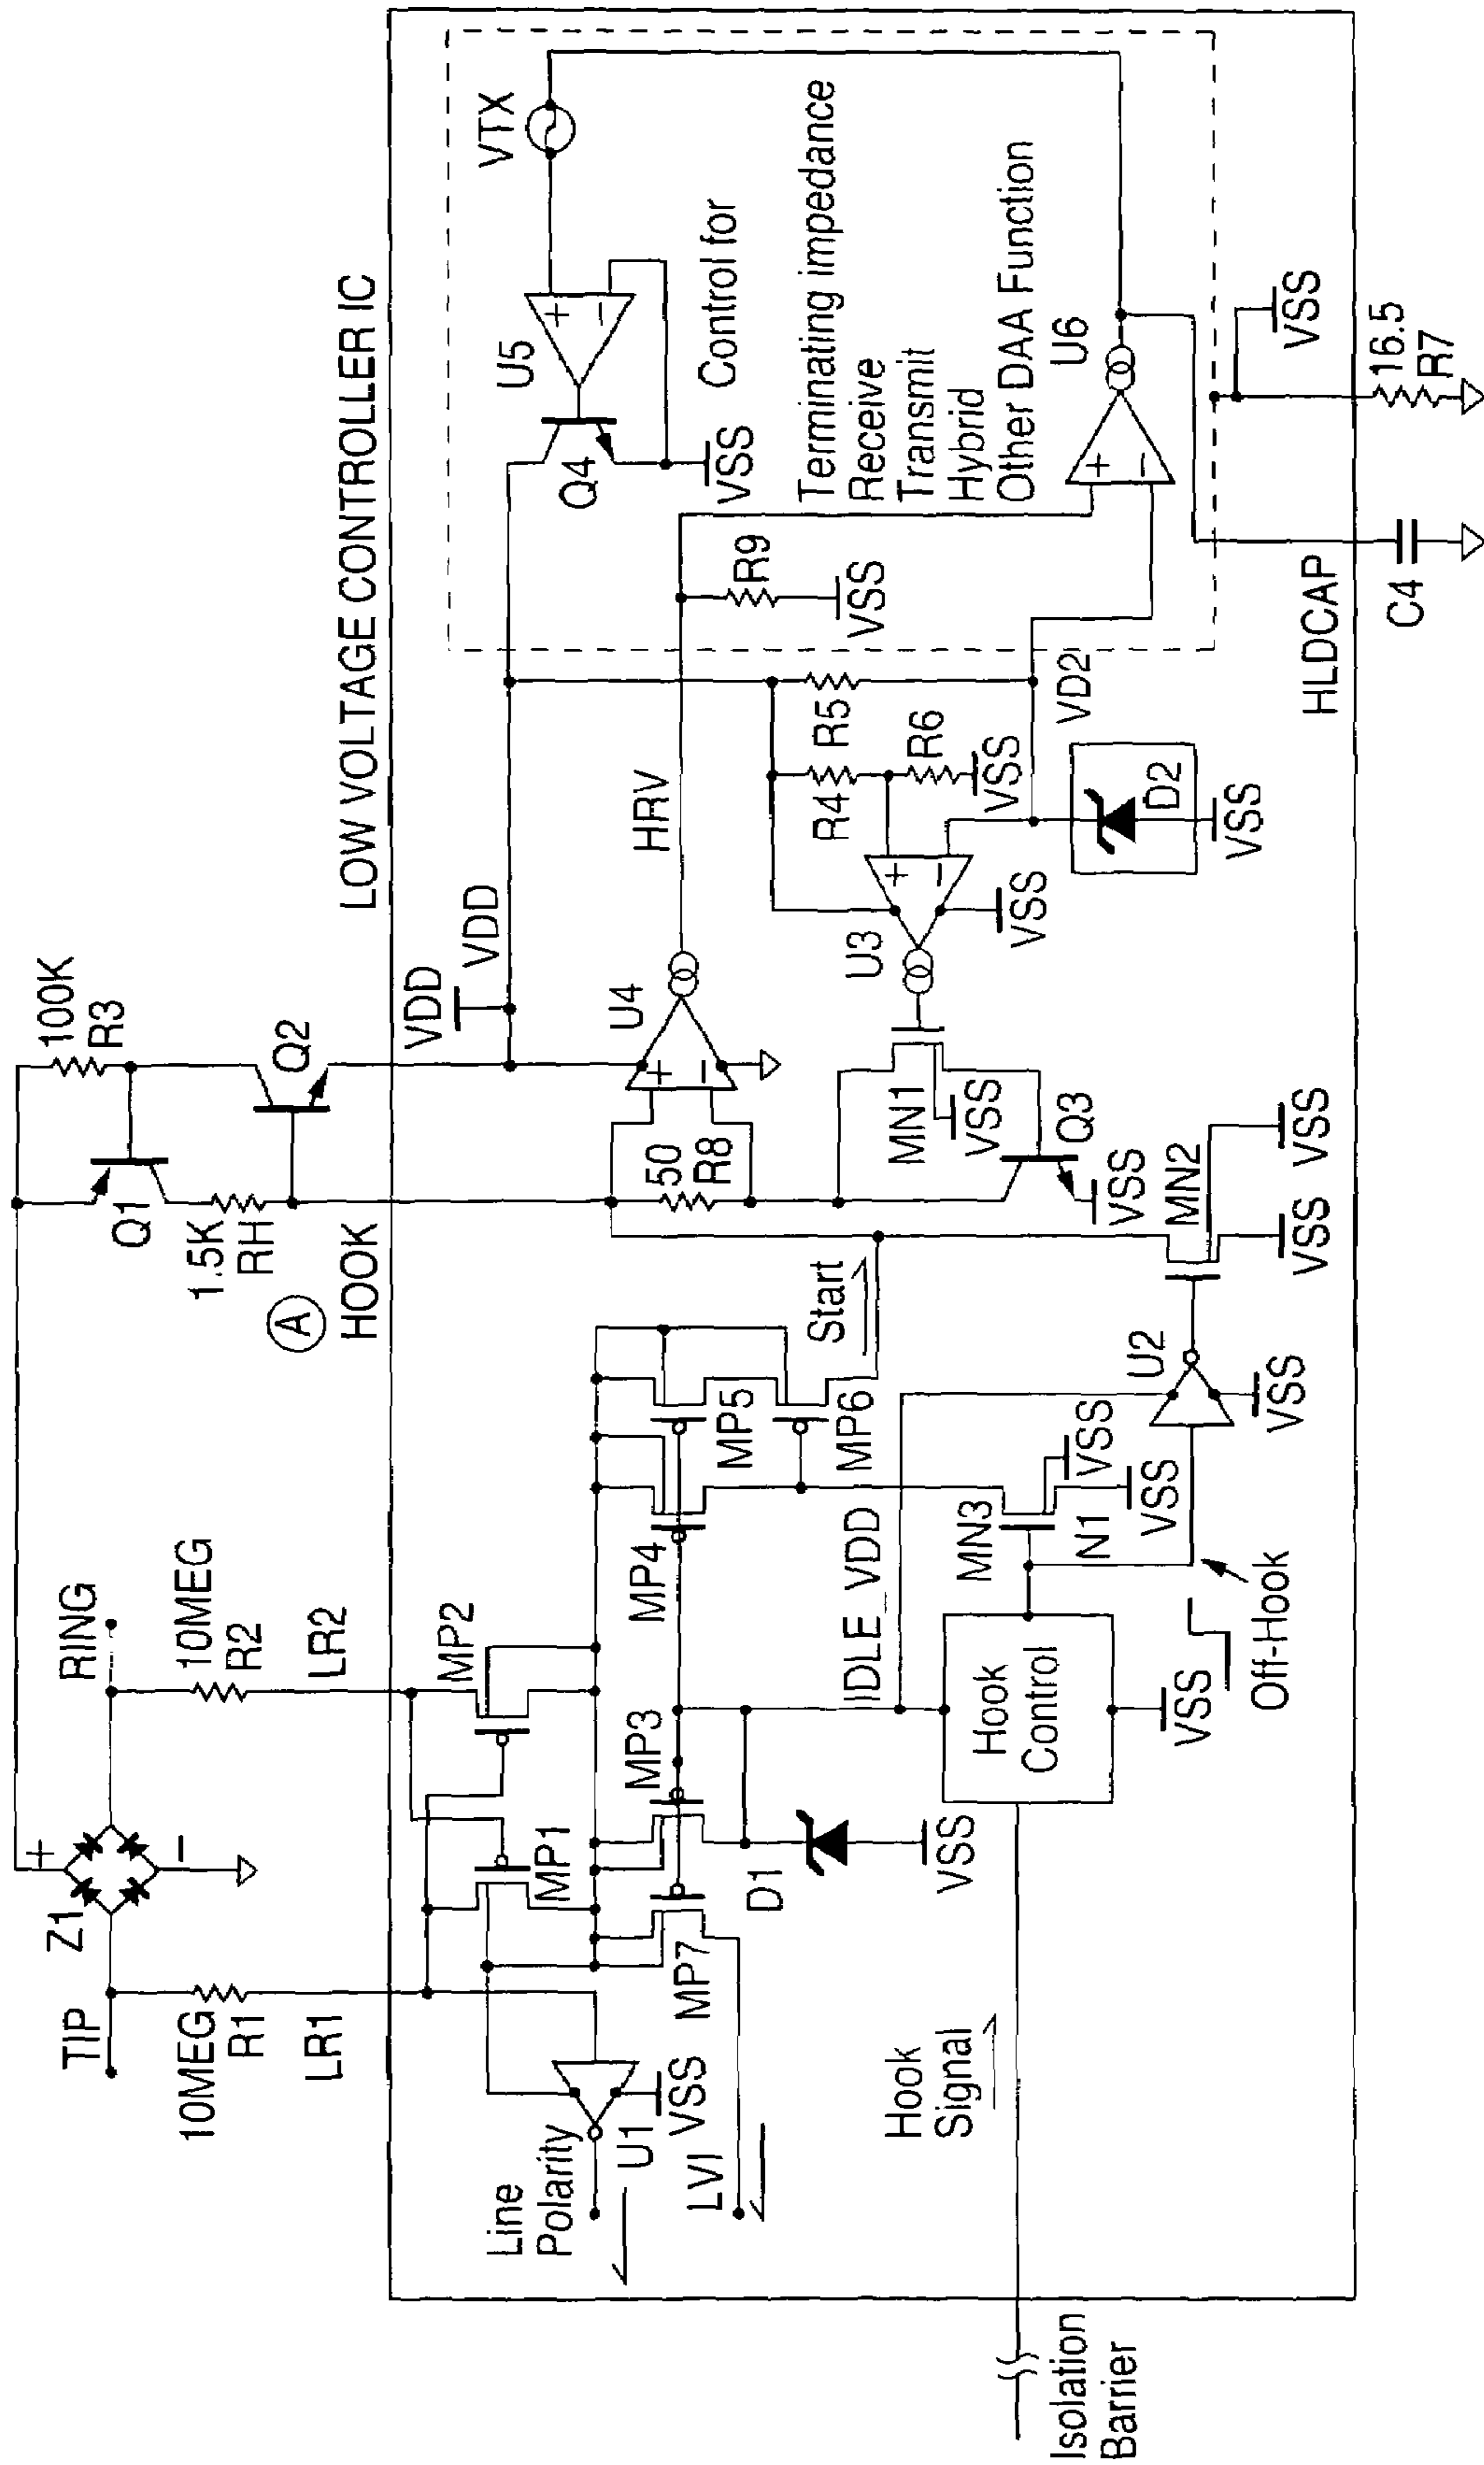 TIP
Z1
+
−
RING
10MEG
R1
LR1
10MEG
R2
LR2
Q1
1.5K
RH
A
HOOK
100K
R3
Q2
LOW VOLTAGE CONTROLLER IC
VDD
VDD
Line
Polarity
U1
VSS
LVI
MP1
MP2
MP7
MP3
MP4
MP5
MP6
Start
D1
VSS
IDLE_VDD
Hook
Signal
Hook
Control
VSS
MN3
N1
VSS
VSS
Off-Hook
U2
VSS
MN2
VSS
VSS
50
R8
U4
+
−
HRV
MN1
VSS
Q3
VSS
U3
+
−
VSS
R4
R5
R6
VSS
D2
VSS
VD2
R9
VSS
Q4
U5
+
−
VSS
VTX
Control for
Terminating impedance
Receive
Transmit
Hybrid
Other DAA Function
U6
+
−
HLDCAP
C4
VSS
16.5
R7
Isolation
Barrier